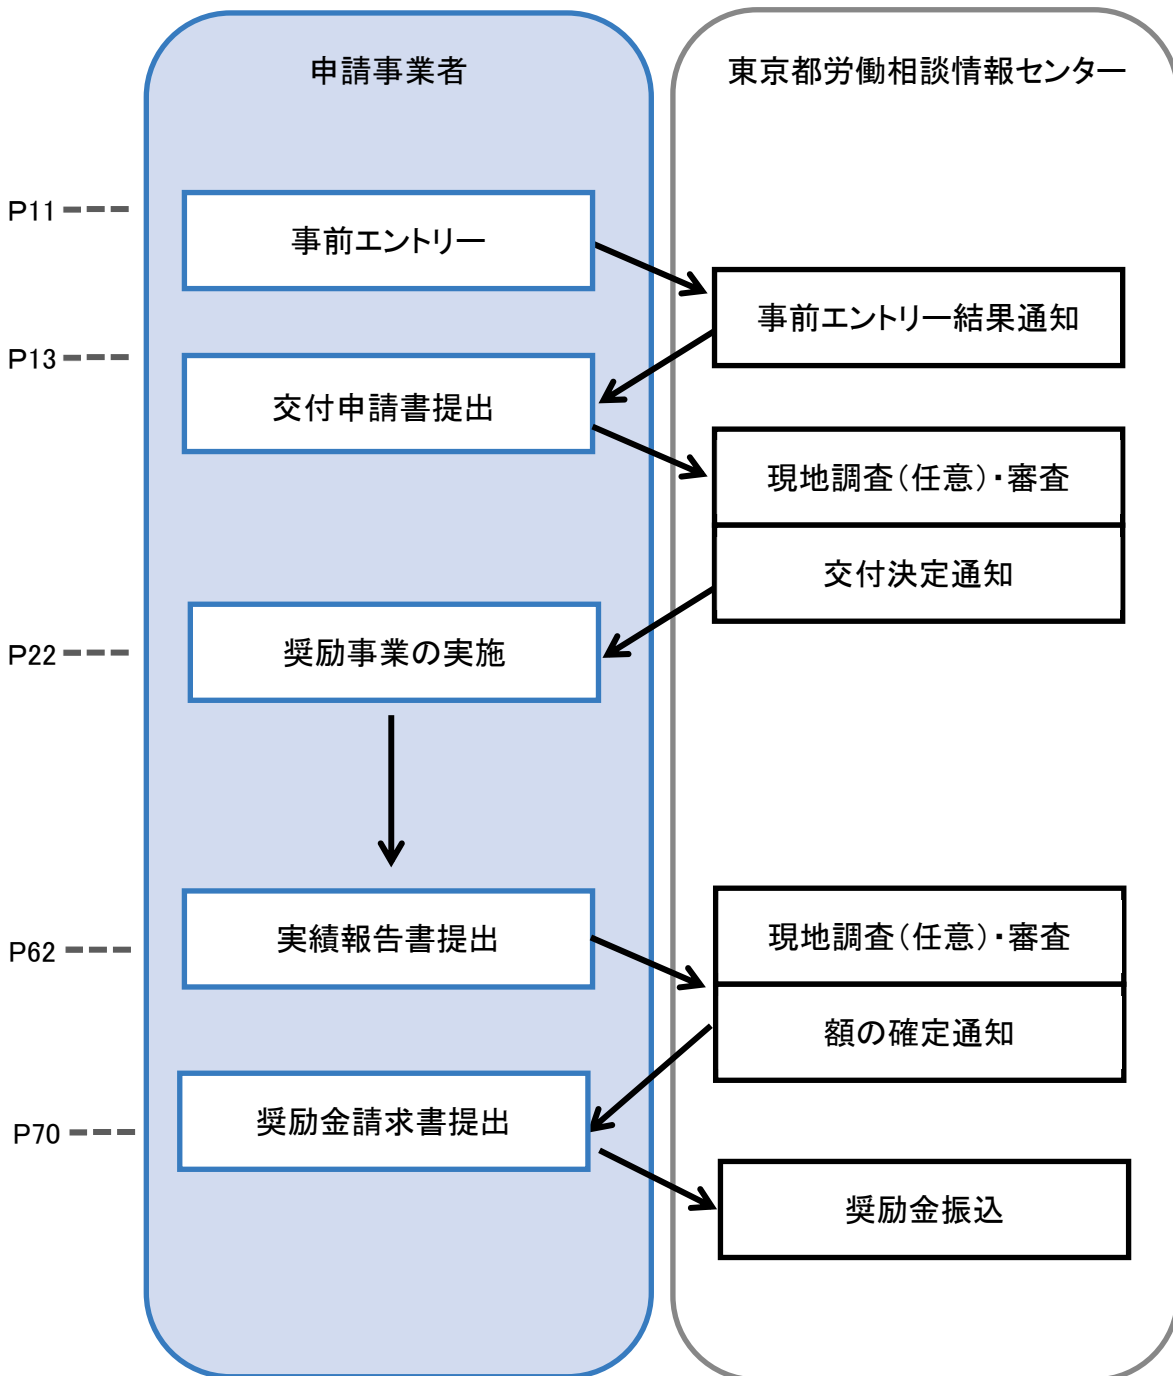 申請事業者
東京都労働相談情報センター
P11
事前エントリー
事前エントリー結果通知
P13
交付申請書提出
現地調査(任意)・審査
交付決定通知
P22
奨励事業の実施
P62
実績報告書提出
現地調査(任意)・審査
額の確定通知
P70
奨励金請求書提出
奨励金振込